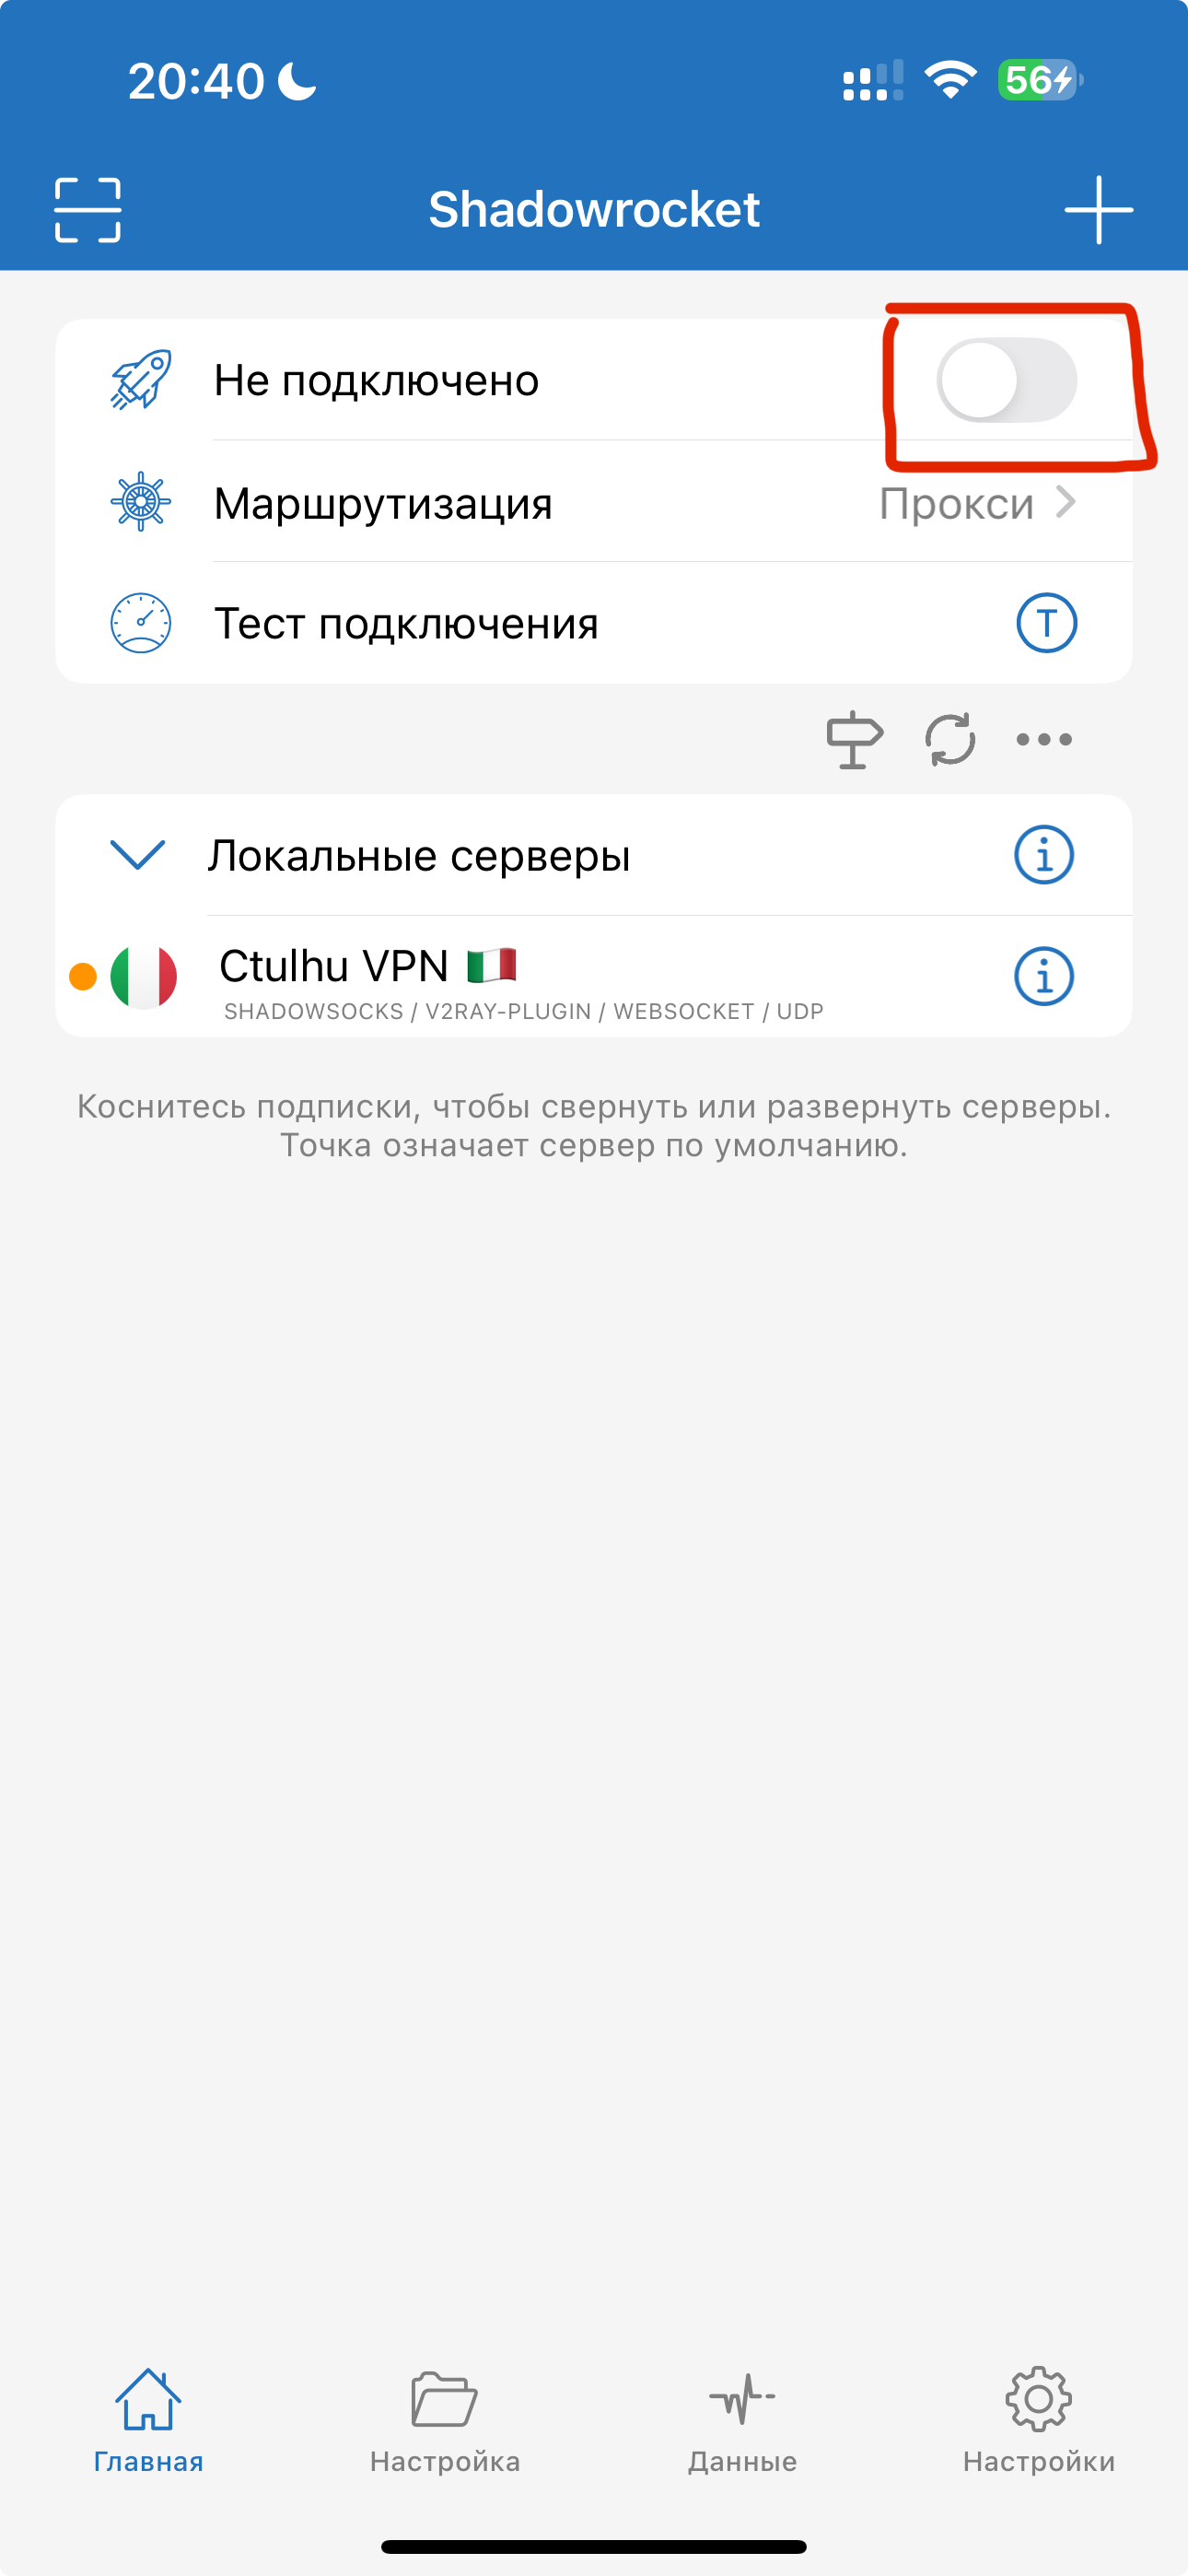 20:40
56
Shadowrocket
Не подключено
Маршрутизация Прокси
Тест подключения T
Локальные серверы
Ctulhu VPN 🇮🇹
SHADOWSOCKS / V2RAY-PLUGIN / WEBSOCKET / UDP
Коснитесь подписки, чтобы свернуть или развернуть серверы.
Точка означает сервер по умолчанию.
Главная Настройка Данные Настройки